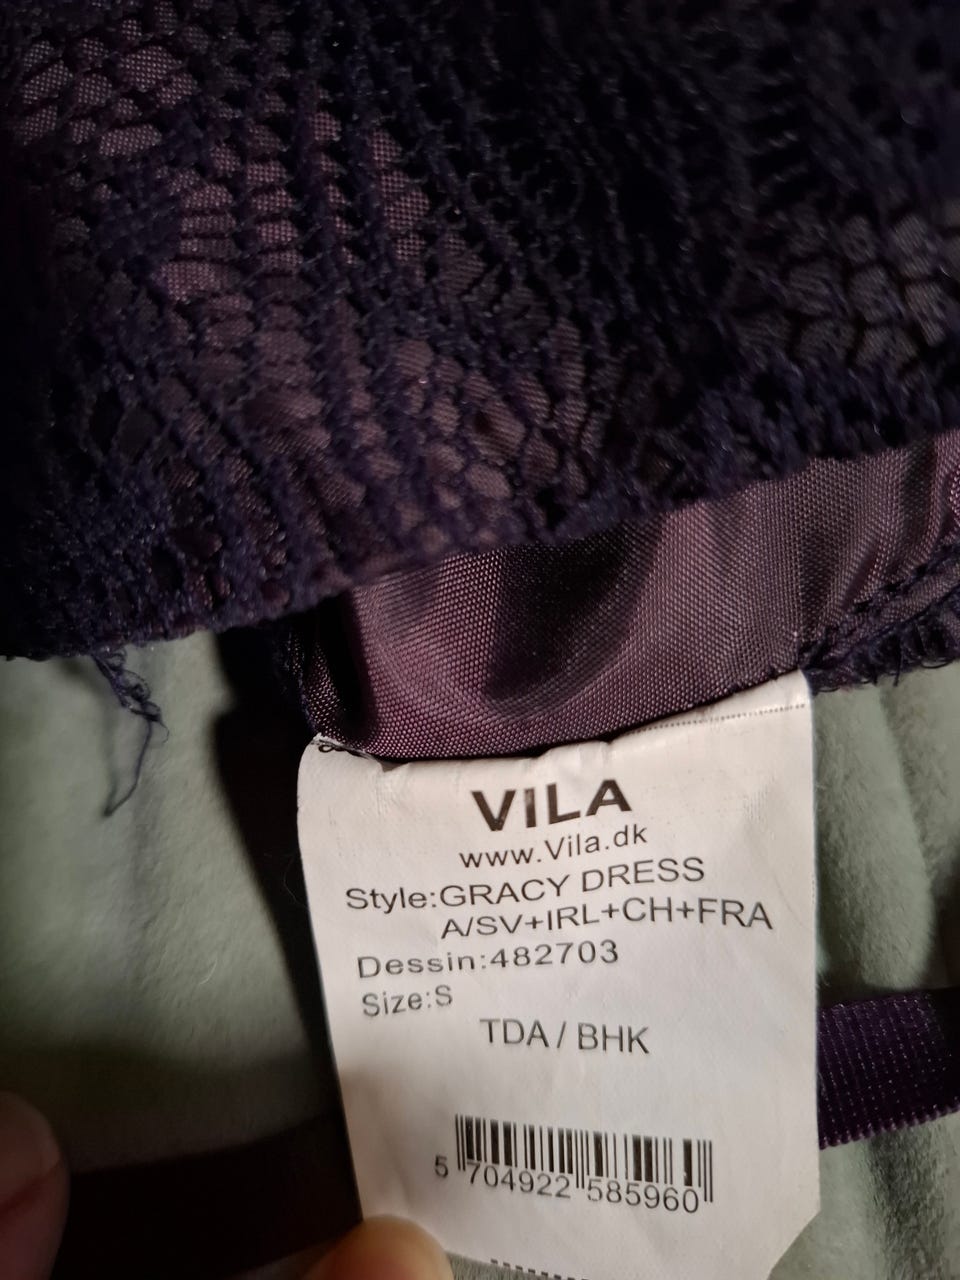 VILA
www.Vila.dk
Style:GRACY DRESS
A/SV+IRL+CH+FRA
Dessin:482703
Size:S
TDA / BHK
5 704922 585960